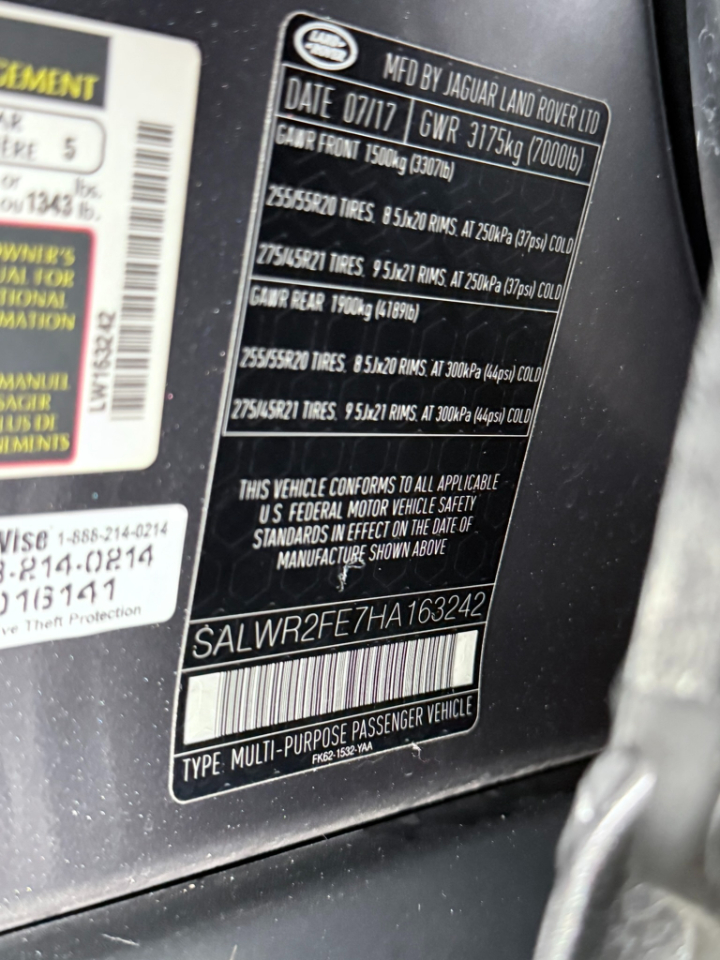 GEMENT
5
1343 lb.
OWNER'S
UAL FOR
TIONAL
MATION
MANUEL
SAGER
LUS DE
NEMENTS
LW163242
Wise 1-888-214-0214
-214-0214
016141
ve Theft Protection
LAND
ROVER
MFD BY JAGUAR LAND ROVER LTD
DATE 07/17 GWR 3175kg (7000lb)
GAWR FRONT 1500kg (3307lb)
255/55R20 TIRES, 8 5Jx20 RIMS, AT 250kPa (37psi) COLD
275/45R21 TIRES, 9 5Jx21 RIMS, AT 250kPa (37psi) COLD
GAWR REAR 1900kg (4189lb)
255/55R20 TIRES, 8 5Jx20 RIMS, AT 300kPa (44psi) COLD
275/45R21 TIRES, 9 5Jx21 RIMS, AT 300kPa (44psi) COLD
THIS VEHICLE CONFORMS TO ALL APPLICABLE
U S FEDERAL MOTOR VEHICLE SAFETY
STANDARDS IN EFFECT ON THE DATE OF
MANUFACTURE SHOWN ABOVE
SALWR2FE7HA163242
TYPE: MULTI-PURPOSE PASSENGER VEHICLE
FK62-1532-YAA